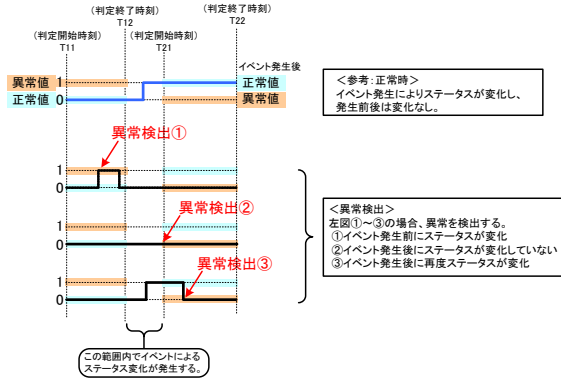 (判定終了時刻)
T12
(判定終了時刻)
T22
(判定開始時刻)
T11
(判定開始時刻)
T21
イベント発生後
異常値 1
正常値 0
正常値
異常値
<参考:正常時>
イベント発生によりステータスが変化し、
発生前後は変化なし。
異常検出①
1
0
異常検出②
1
0
異常検出③
1
0
<異常検出>
左図①~③の場合、異常を検出する。
①イベント発生前にステータスが変化
②イベント発生後にステータスが変化していない
③イベント発生後に再度ステータスが変化
この範囲内でイベントによる
ステータス変化が発生する。